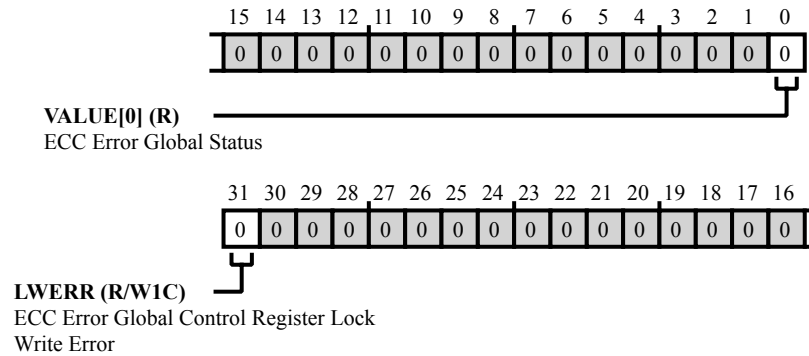 15 14 13 12 11 10 9 8 7 6 5 4 3 2 1 0
0 0 0 0 0 0 0 0 0 0 0 0 0 0 0 0
VALUE[0] (R)
ECC Error Global Status
31 30 29 28 27 26 25 24 23 22 21 20 19 18 17 16
0 0 0 0 0 0 0 0 0 0 0 0 0 0 0 0
LWERR (R/W1C)
ECC Error Global Control Register Lock
Write Error